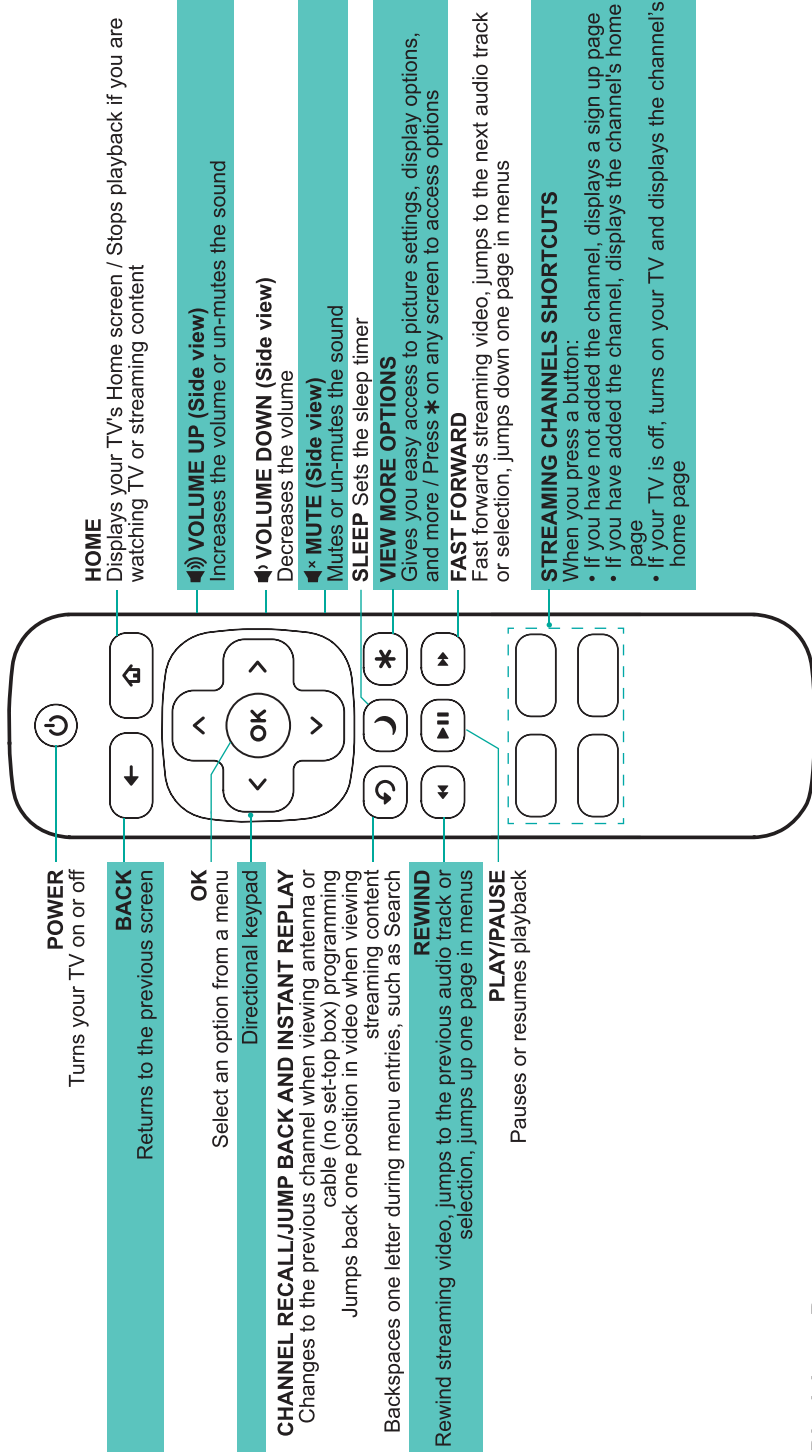 POWER
Turns your TV on or off
BACK
Returns to the previous screen
OK
Select an option from a menu
Directional keypad
CHANNEL RECALL/JUMP BACK AND INSTANT REPLAY
Changes to the previous channel when viewing antenna or
cable (no set-top box) programming
Jumps back one position in video when viewing
streaming content
Backspaces one letter during menu entries, such as Search
REWIND
Rewind streaming video, jumps to the previous audio track or
selection, jumps up one page in menus
PLAY/PAUSE
Pauses or resumes playback
OK
HOME
Displays your TV's Home screen / Stops playback if you are
watching TV or streaming content
VOLUME UP (Side view)
Increases the volume or un-mutes the sound
VOLUME DOWN (Side view)
Decreases the volume
MUTE (Side view)
Mutes or un-mutes the sound
SLEEP Sets the sleep timer
VIEW MORE OPTIONS
Gives you easy access to picture settings, display options,
and more / Press * on any screen to access options
FAST FORWARD
Fast forwards streaming video, jumps to the next audio track
or selection, jumps down one page in menus
STREAMING CHANNELS SHORTCUTS
When you press a button:
• If you have not added the channel, displays a sign up page
• If you have added the channel, displays the channel's home
page
• If your TV is off, turns on your TV and displays the channel's
home page